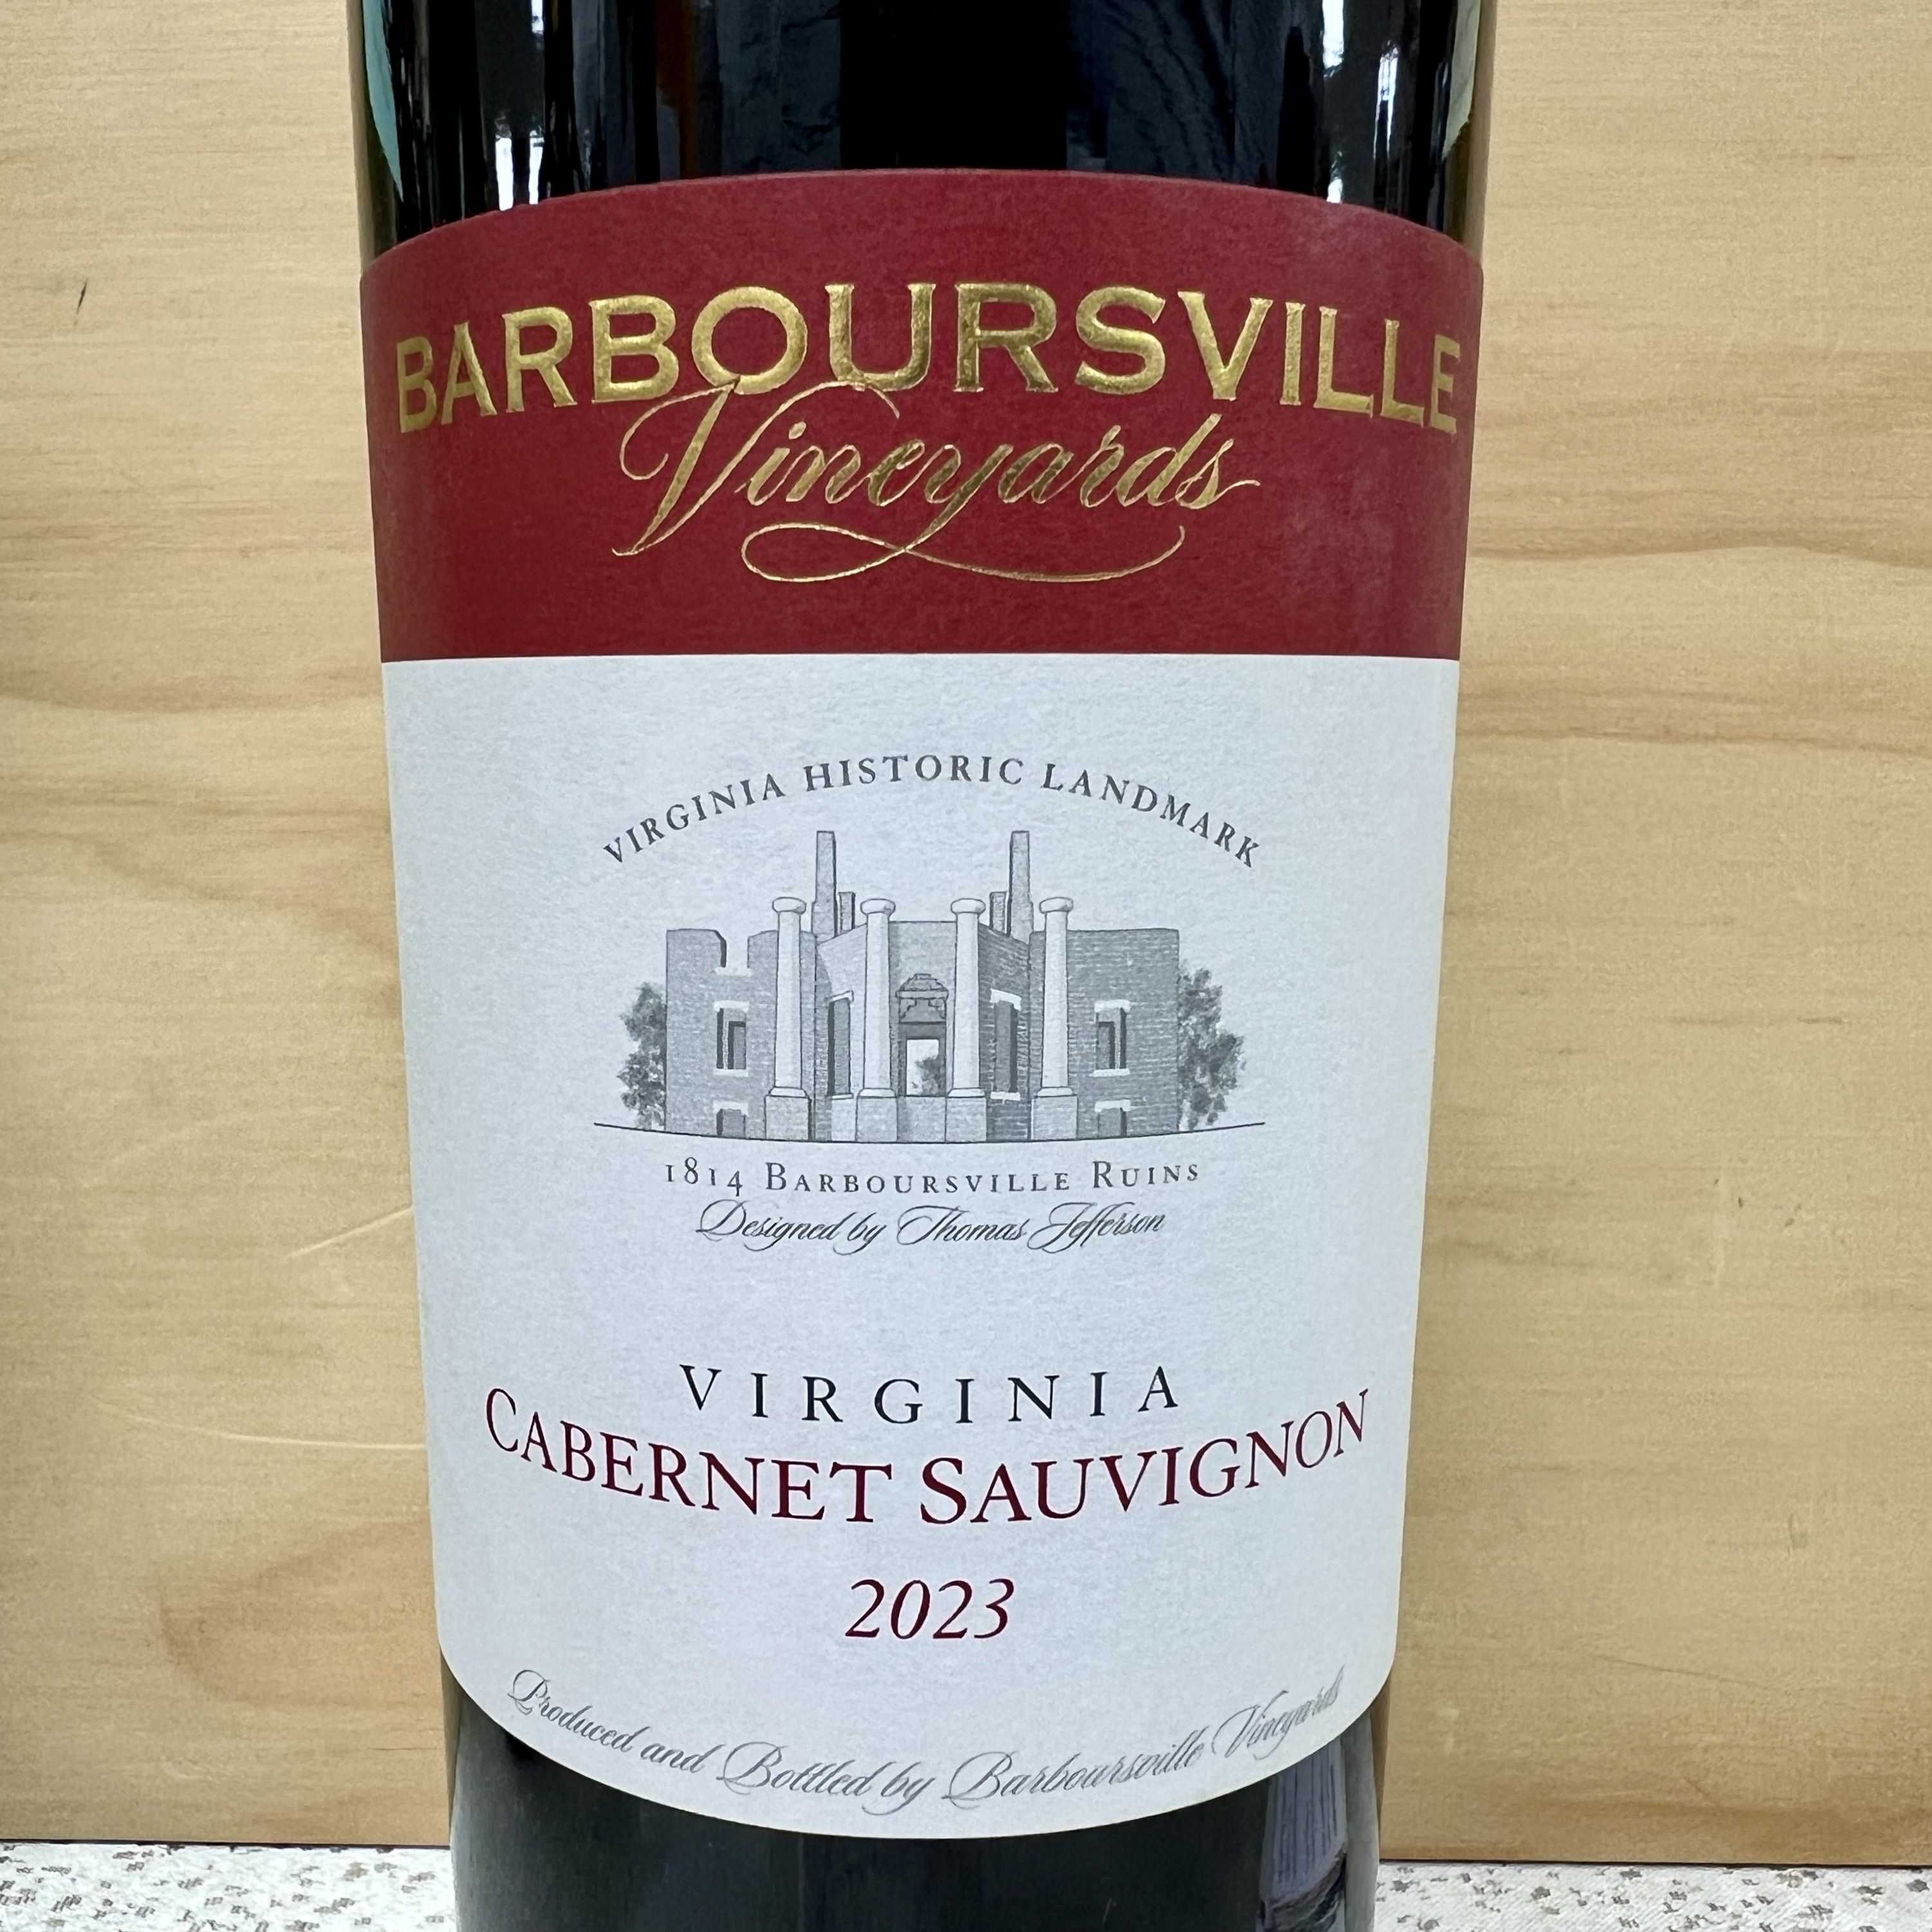 BARBOURSVILLE
Vineyards
VIRGINIA HISTORIC LANDMARK
1814 BARBOURSVILLE RUINS
Designed by Thomas Jefferson
VIRGINIA
CABERNET SAUVIGNON
2023
Produced and Bottled by Barboursville Vineyards